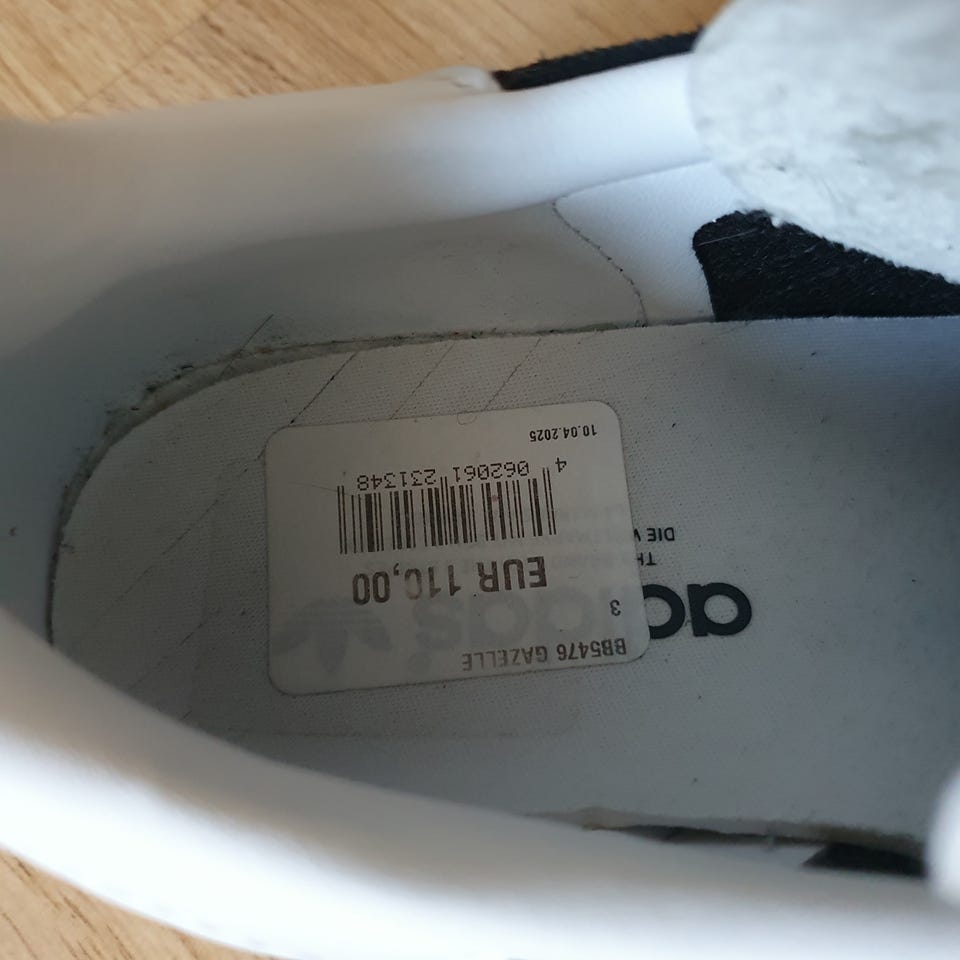 BB5476 GAZELLE
3
EUR 110,00
4 062061 231348
10.04.2025
adidas
DIE